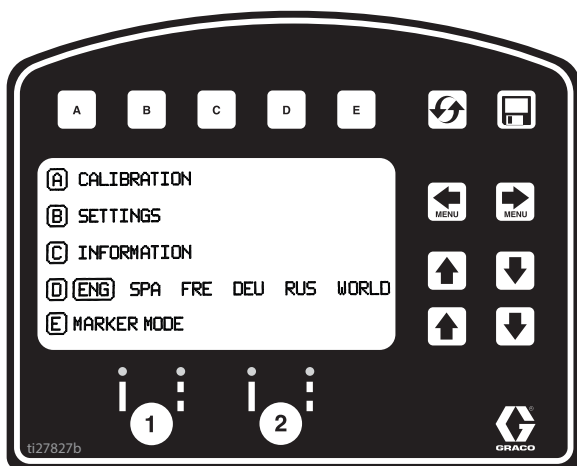 A B C D E
A CALIBRATION
B SETTINGS
MENU MENU
C INFORMATION
D ENG SPA FRE DEU RUS WORLD
E MARKER MODE
1 2
ti27827b
G
GRACO